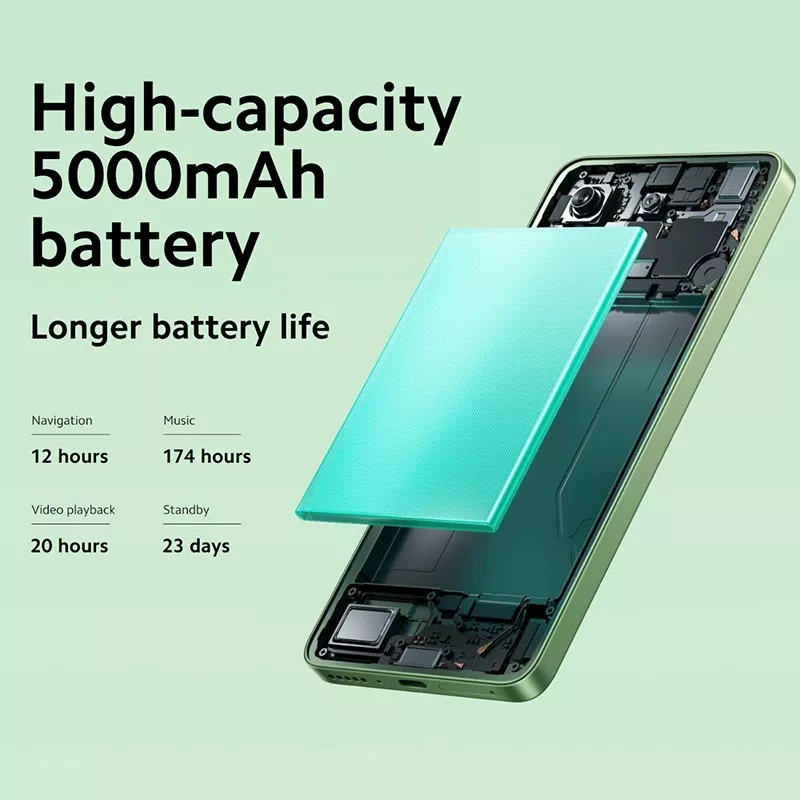 High-capacity
5000mAh
battery
Longer battery life
Navigation
12 hours
Music
174 hours
Video playback
20 hours
Standby
23 days